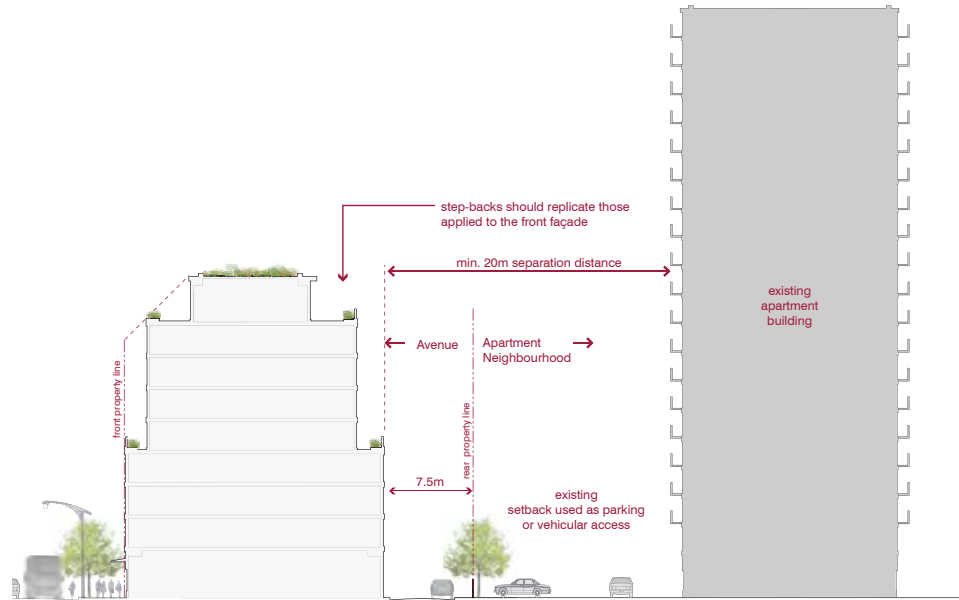 step-backs should replicate those
applied to the front façade
min. 20m separation distance
existing
apartment
building
Avenue
Apartment
Neighbourhood
front property line
rear property line
7.5m
existing
setback used as parking
or vehicular access